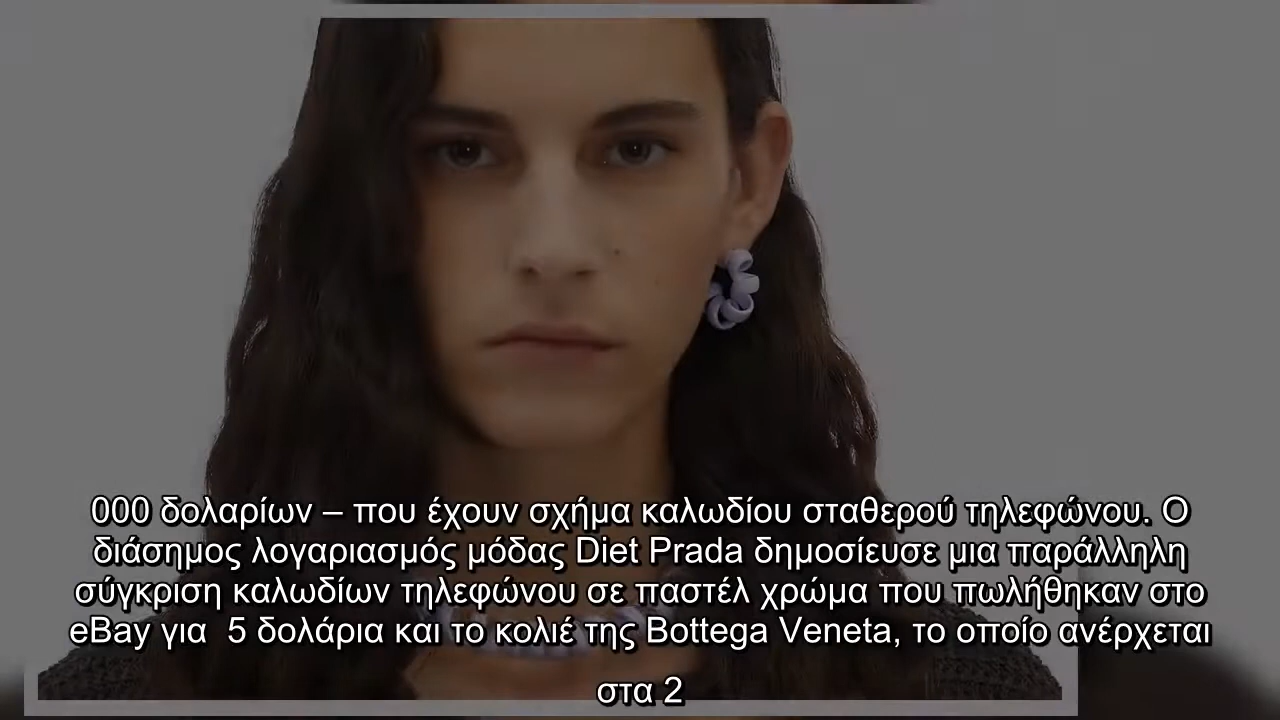 000 δολαρίων – που έχουν σχήμα καλωδίου σταθερού τηλεφώνου. Ο
διάσημος λογαριασμός μόδας Diet Prada δημοσίευσε μια παράλληλη
σύγκριση καλωδίων τηλεφώνου σε παστέλ χρώμα που πωλήθηκαν στο
eBay για  5 δολάρια και το κολιέ της Bottega Veneta, το οποίο ανέρχεται
στα 2